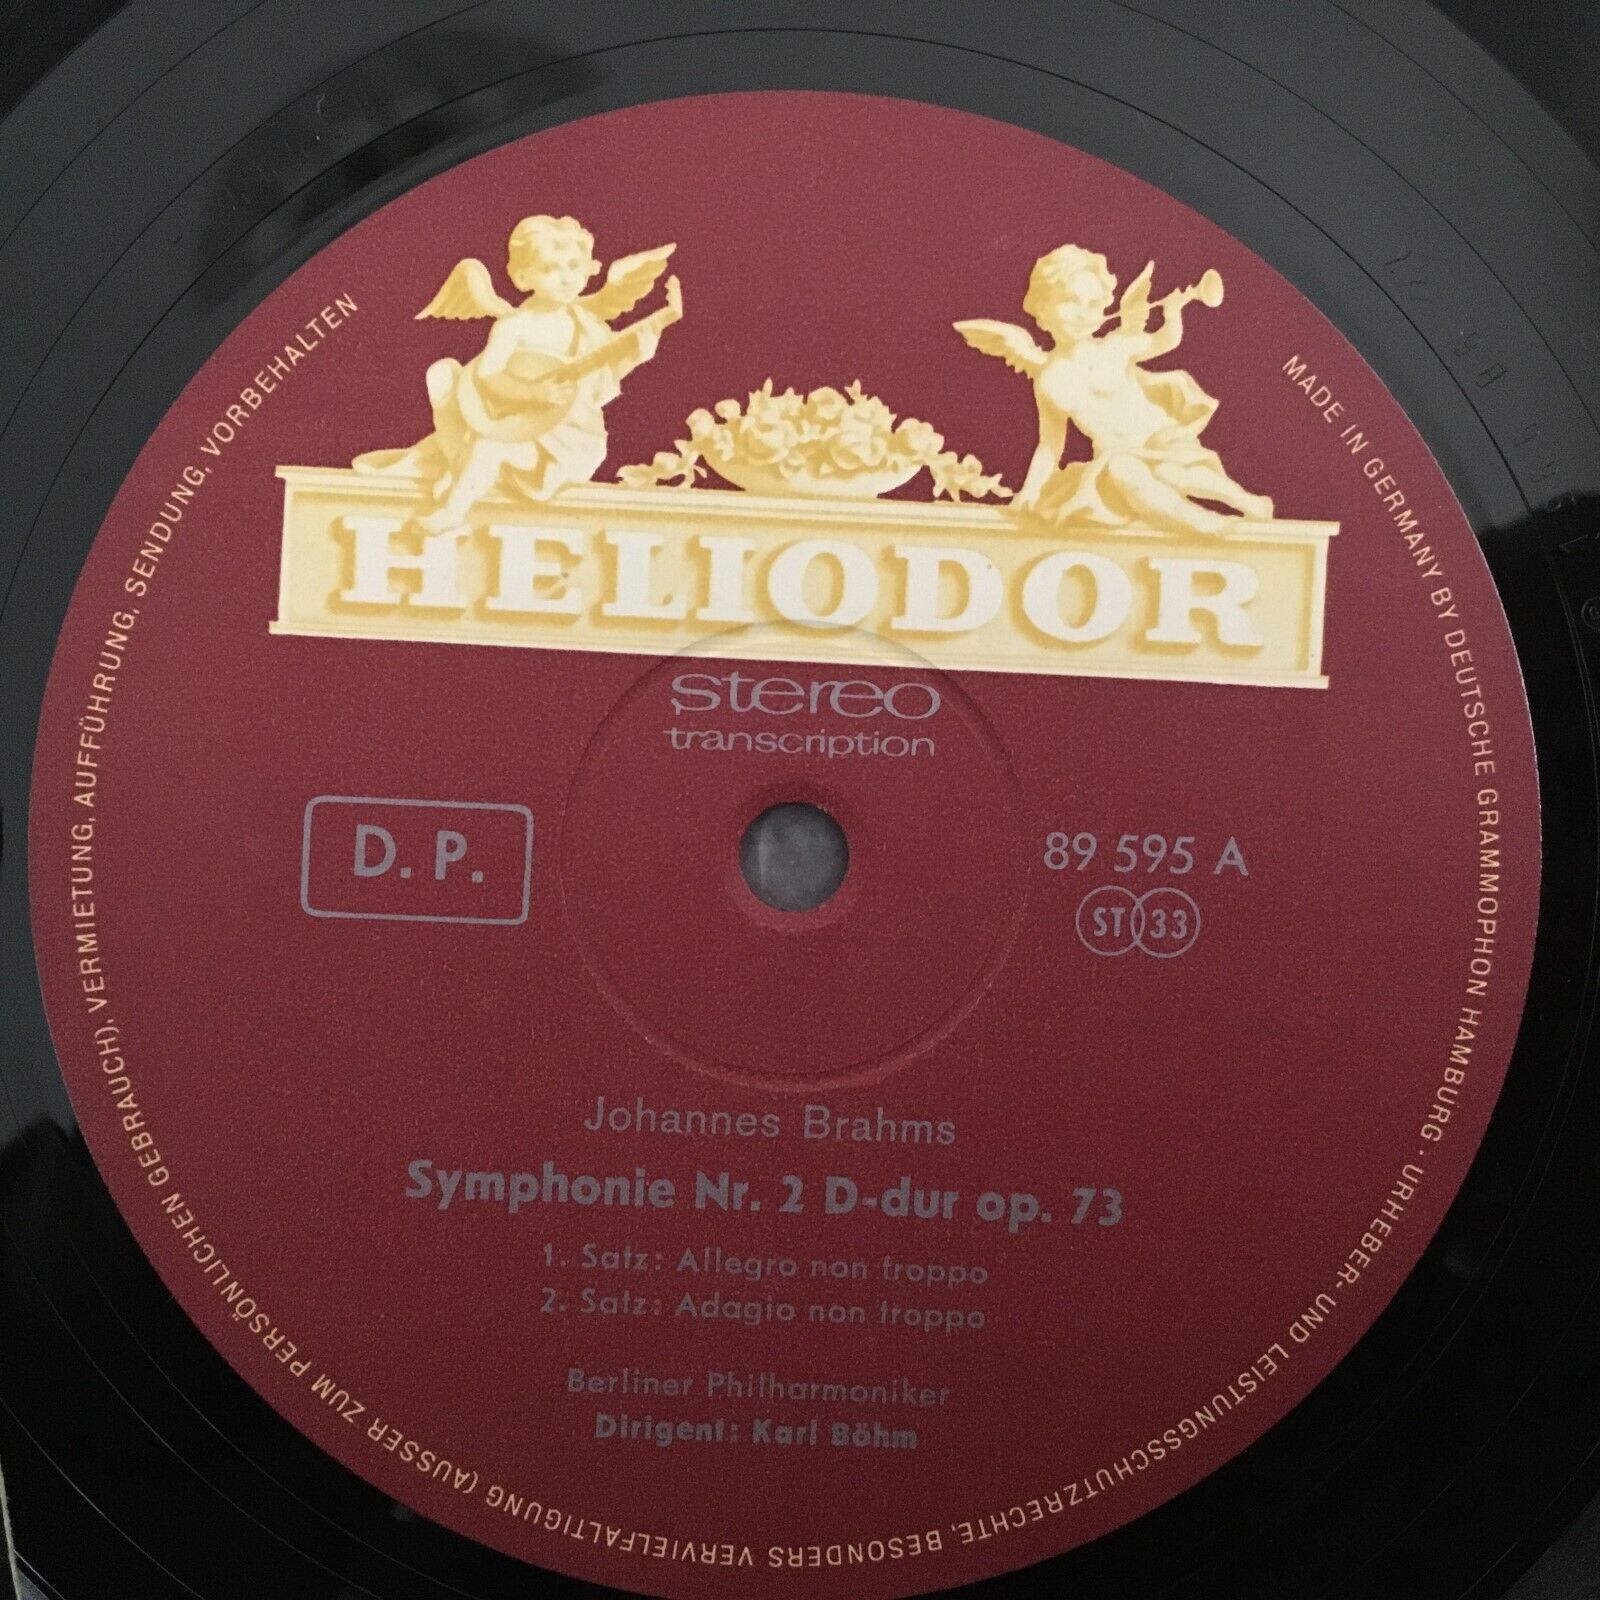 HELIODOR
stereo
transcription
D. P.
89 595 A
ST 33
Johannes Brahms
Symphonie Nr. 2 D-dur op. 73
1. Satz: Allegro non troppo
2. Satz: Adagio non troppo
Berliner Philharmoniker
Dirigent: Karl Böhm
MADE IN GERMANY BY DEUTSCHE GRAMMOPHON HAMBURG · URHEBER- UND LEISTUNGSSCHUTZRECHTE, BESONDERS VERVIELFÄLTIGUNG (AUSSER ZUM PERSÖNLICHEN GEBRAUCH), VERMIETUNG, AUFFÜHRUNG, SENDUNG, VORBEHALTEN